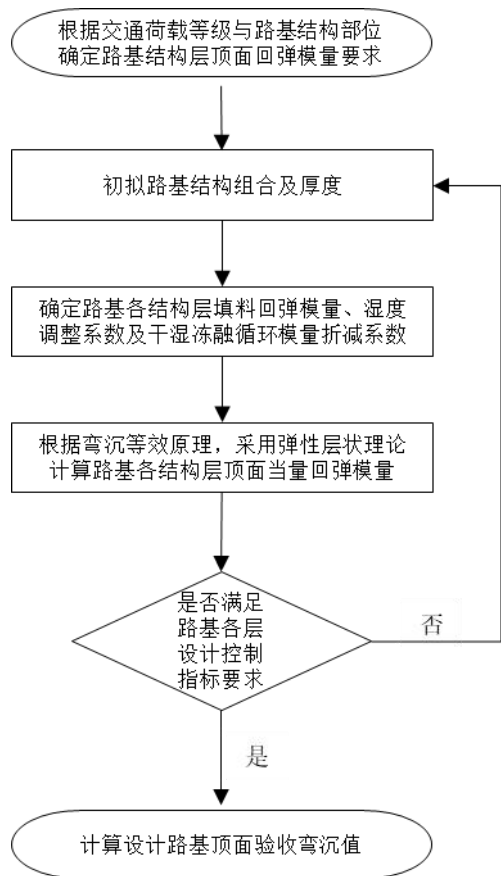 根据交通荷载等级与路基结构部位
确定路基结构层顶面回弹模量要求
初拟路基结构组合及厚度
确定路基各结构层填料回弹模量、湿度
调整系数及干湿冻融循环模量折减系数
根据弯沉等效原理，采用弹性层状理论
计算路基各结构层顶面当量回弹模量
是否满足
路基各层
设计控制
指标要求
否
是
计算设计路基顶面验收弯沉值